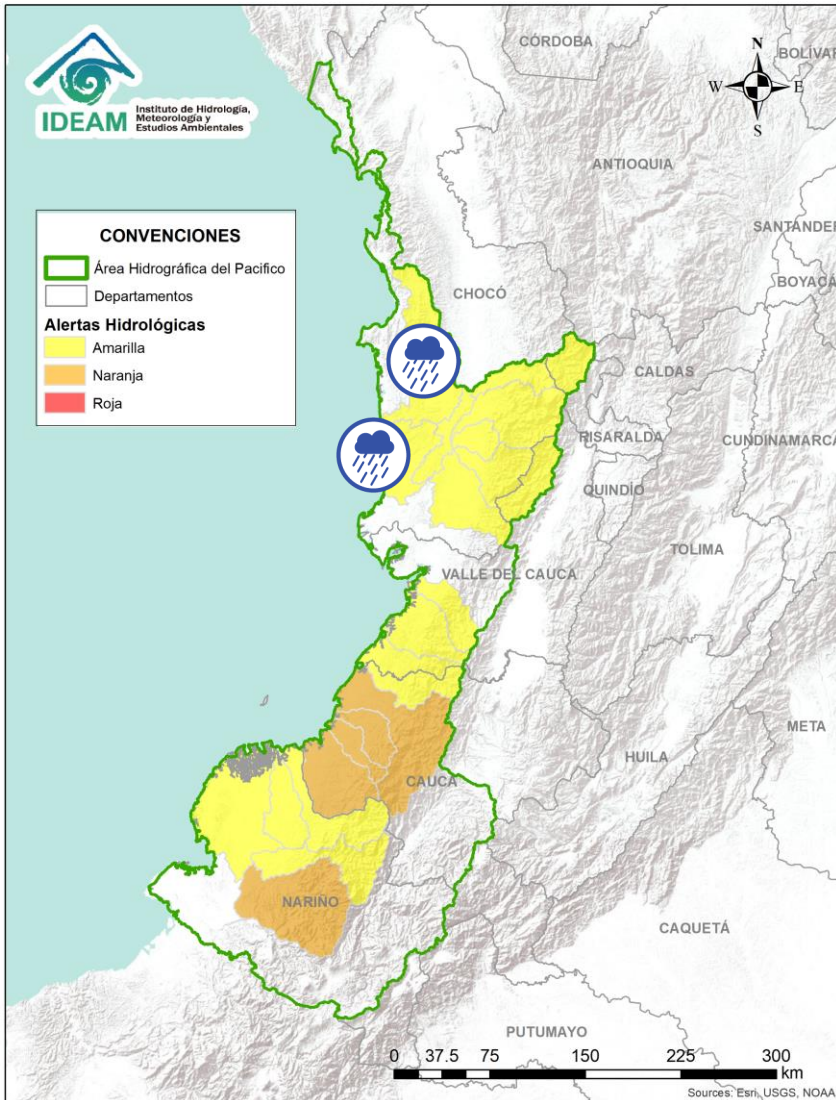 IDEAM
Instituto de Hidrología,
Meteorología y
Estudios Ambientales
CÓRDOBA
BOLÍVAR
N
W
E
S
ANTIOQUIA
SANTANDER
BOYACÁ
CONVENCIONES
Área Hidrográfica del Pacifico
Departamentos
Alertas Hidrológicas
Amarilla
Naranja
Roja
CHOCÓ
CALDAS
RISARALDA
CUNDINAMARCA
QUINDÍO
TOLIMA
VALLE DEL CAUCA
META
HUILA
CAUCA
NARIÑO
CAQUETÁ
PUTUMAYO
0 37.5 75 150 225 300
km
Sources: Esri, USGS, NOAA